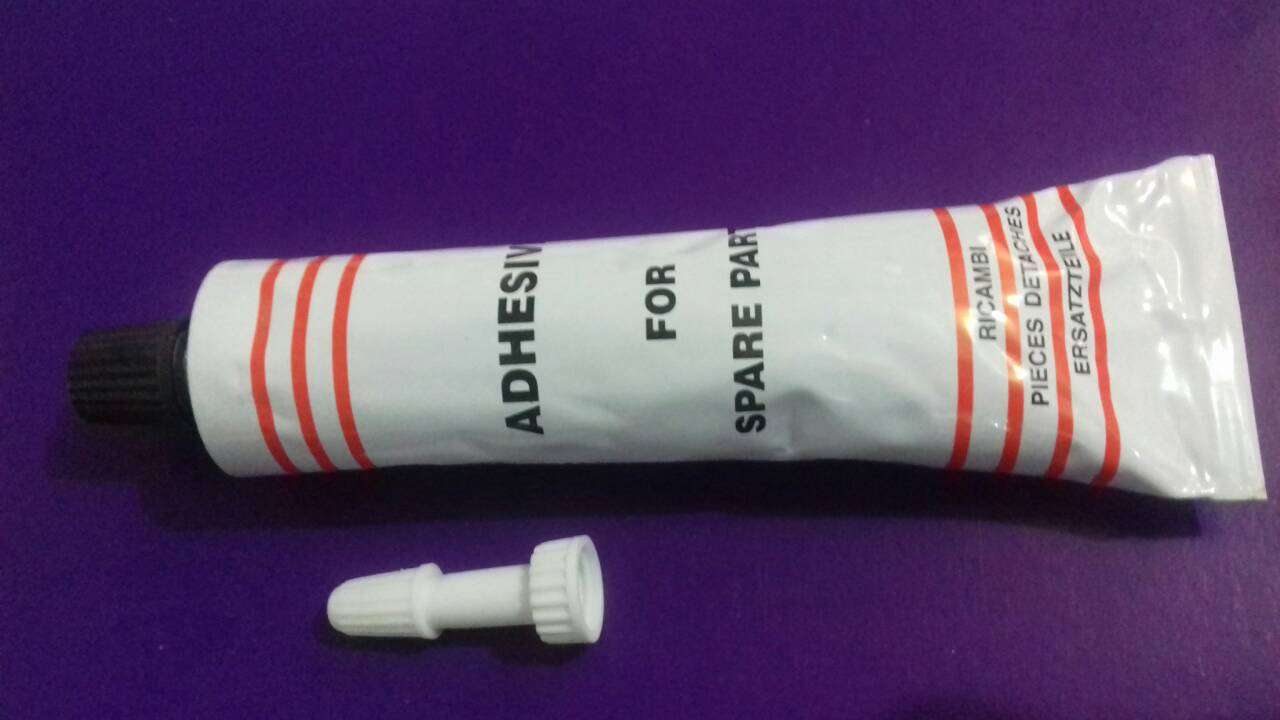 ADHESIV
FOR
SPARE PART
RICAMBI
PIECES DETACHES
ERSATZTEILE